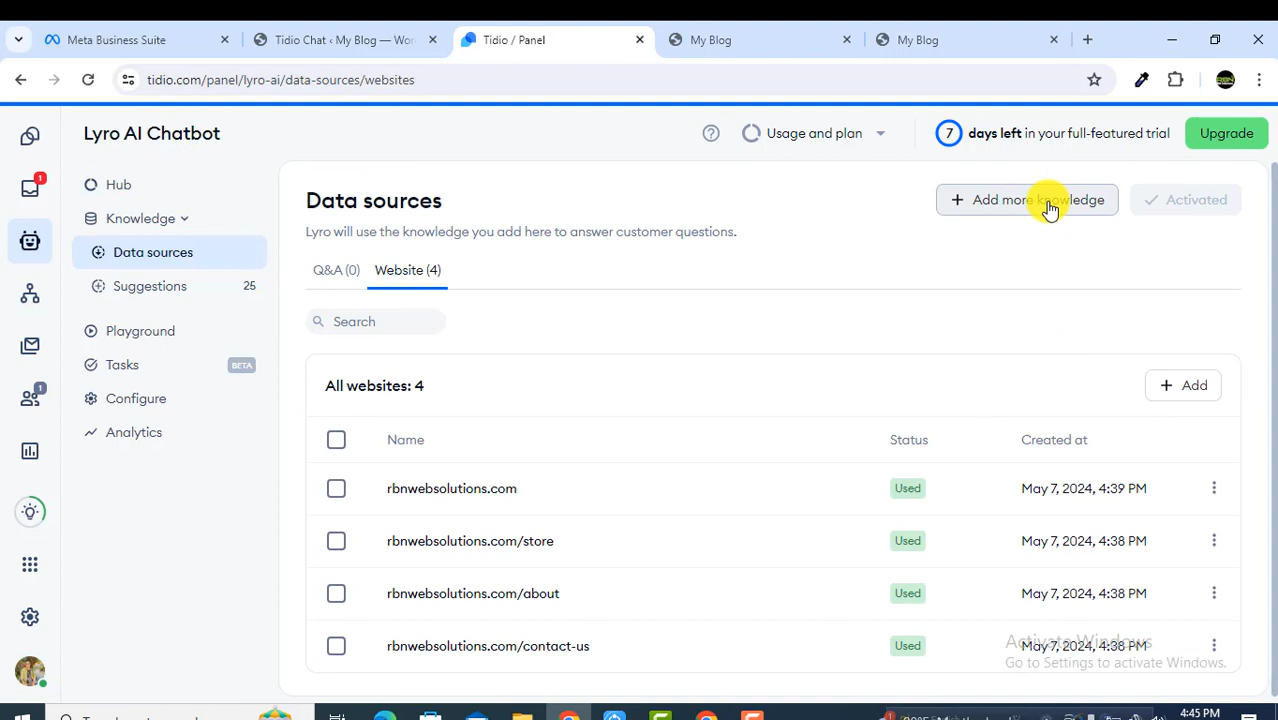 Meta Business Suite
Tidio Chat ‹ My Blog — Wor
Tidio / Panel
My Blog
My Blog
tidio.com/panel/lyro-ai/data-sources/websites
Lyro AI Chatbot
Usage and plan
7 days left in your full-featured trial
Upgrade
1
Hub
Knowledge
Data sources
Suggestions 25
Playground
Tasks BETA
Configure
Analytics
1
Data sources
+ Add more knowledge
Activated
Lyro will use the knowledge you add here to answer customer questions.
Q&A (0) Website (4)
Search
All websites: 4
+ Add
Name Status Created at
rbnwebsolutions.com Used May 7, 2024, 4:39 PM
rbnwebsolutions.com/store Used May 7, 2024, 4:38 PM
rbnwebsolutions.com/about Used May 7, 2024, 4:38 PM
rbnwebsolutions.com/contact-us Used May 7, 2024, 4:38 PM
Activate Windows
Go to Settings to activate Windows.
4:45 PM